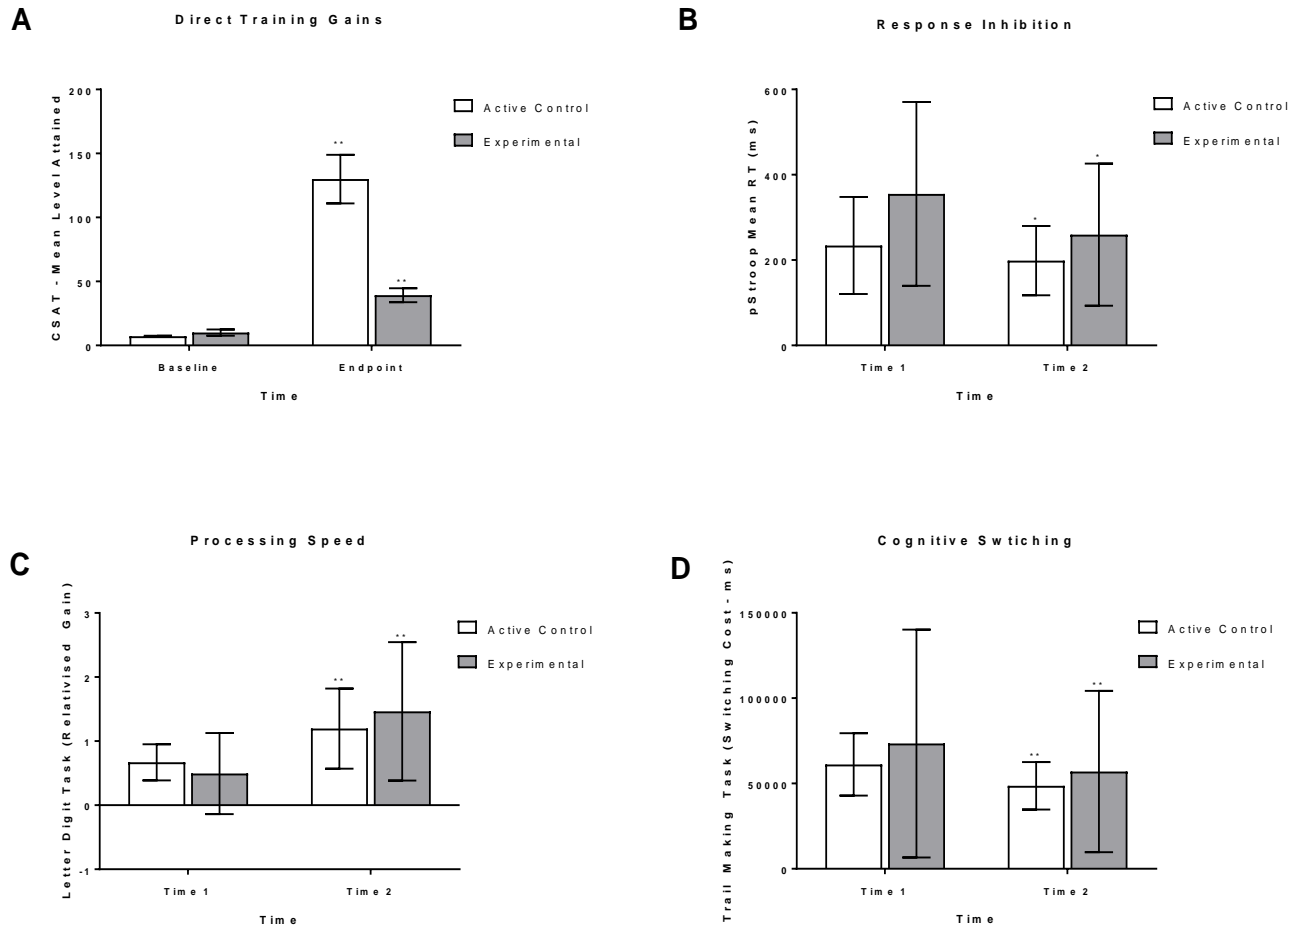 A
Direct Training Gains
CSAT - Mean Level Attained
200
150
100
50
0
**
**
Baseline
Endpoint
Time
Active Control
Experimental
B
Response Inhibition
pStroop Mean RT (ms)
600
400
200
0
*
*
Time 1
Time 2
Time
Active Control
Experimental
C
Processing Speed
Letter Digit Task (Relativised Gain)
3
2
1
0
-1
**
**
Time 1
Time 2
Time
Active Control
Experimental
D
Cognitive Swtiching
Trail Making Task (Switching Cost - ms)
150000
100000
50000
0
**
**
Time 1
Time 2
Time
Active Control
Experimental